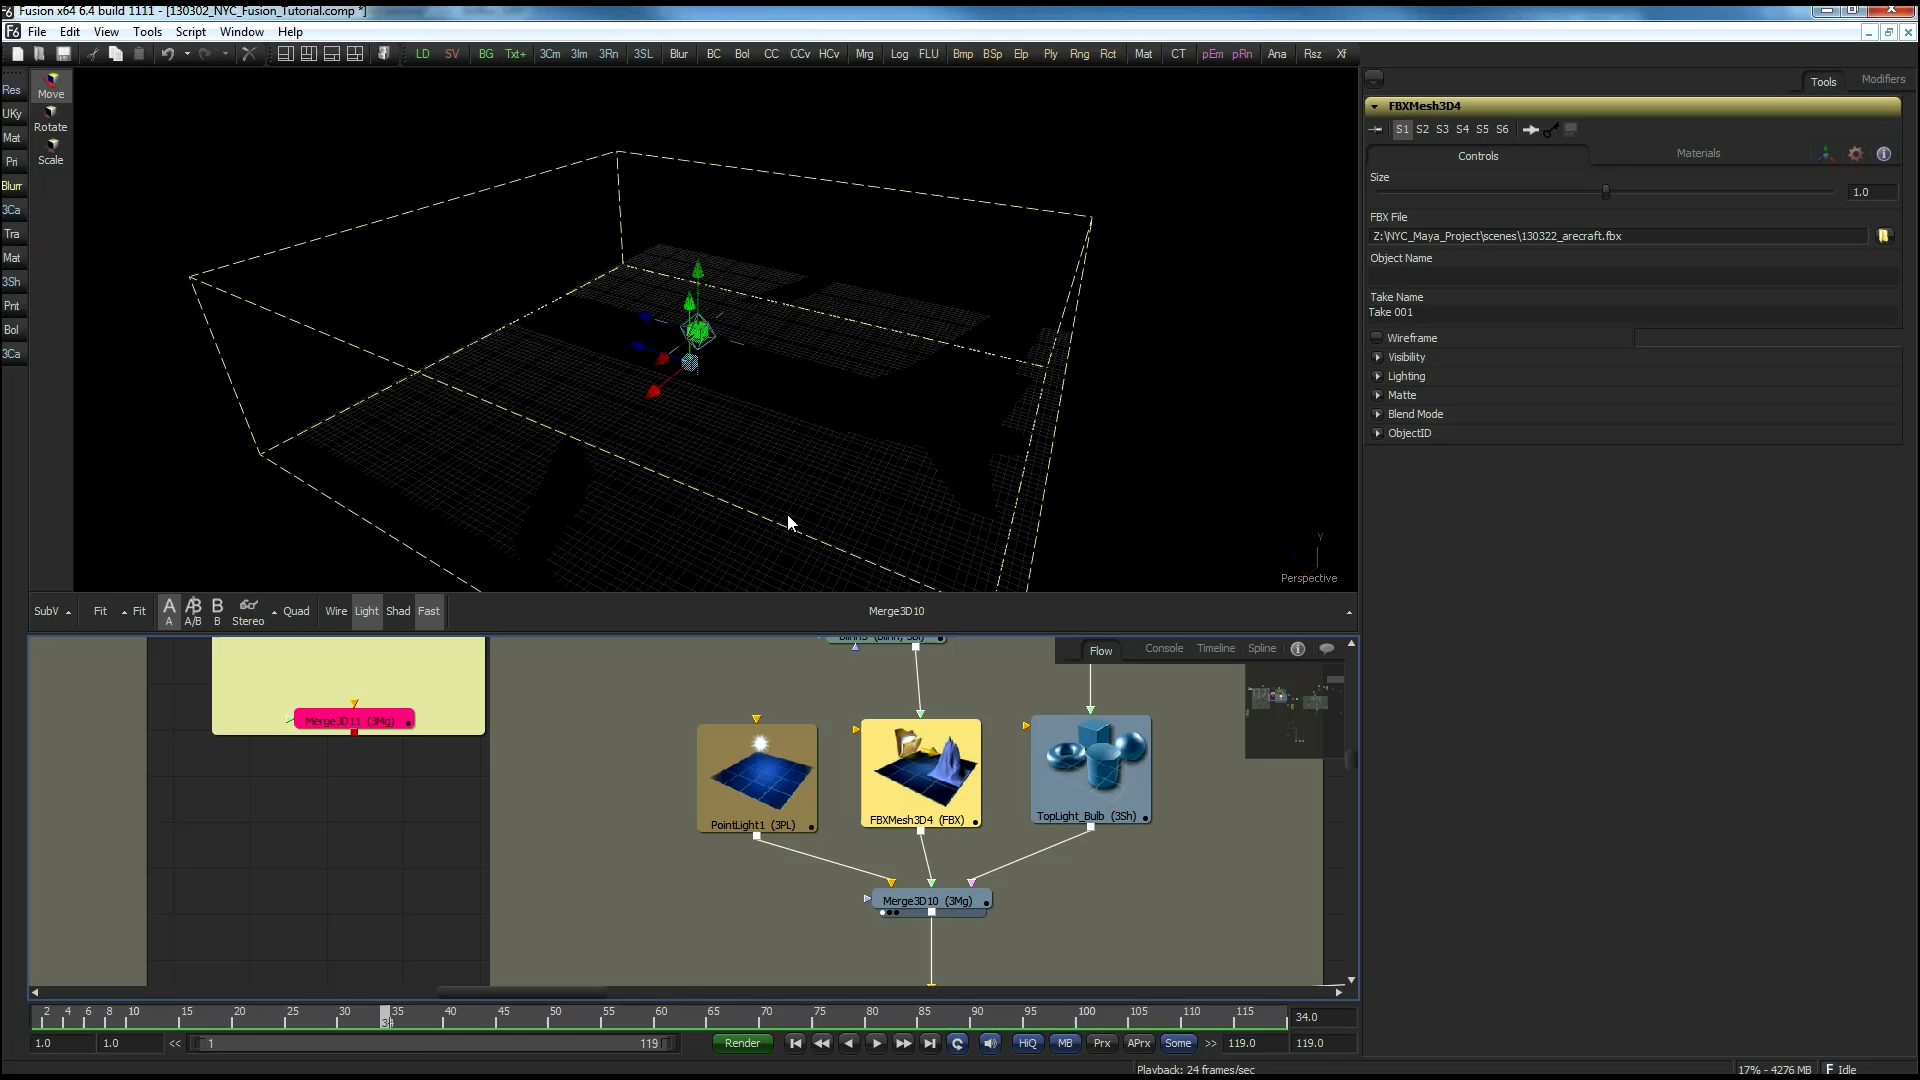 Fusion x64 6.4 build 1111 - [130302_NYC_Fusion_Tutorial.comp *]
File Edit View Tools Script Window Help
LD SV BG Txt+ 3Cm 3Im 3Rn 3SL Blur BC Bol CC CCv HCv Mrg Log FLU Bmp BSp Elp Ply Rng Rct Mat CT pEm pRn Ana Rsz Xf
Res
UKy
Mat
Pri
Blurr
3Ca
Tra
Mat
3Sh
Pnt
Bol
3Ca
Move
Rotate
Scale
Y
Perspective
Tools Modifiers
FBXMesh3D4
S1 S2 S3 S4 S5 S6
Controls Materials
Size
1.0
FBX File
Z:\NYC_Maya_Project\scenes\130322_arecraft.fbx
Object Name
Take Name
Take 001
Wireframe
Visibility
Lighting
Matte
Blend Mode
ObjectID
SubV Fit Fit A A/B B Stereo Quad Wire Light Shad Fast Merge3D10
Flow Console Timeline Spline
Merge3D11 (3Mg)
PointLight1 (3PL)
FBXMesh3D4 (FBX)
TopLight_Bulb (3Sh)
Merge3D10 (3Mg)
2 4 6 8 10 15 20 25 30 35 40 45 50 55 60 65 70 75 80 85 90 95 100 105 110 115
34.0
1.0 1.0 << 1 119 Render HiQ MB Prx APrx Some >> 119.0 119.0
Playback: 24 frames/sec
17% - 4276 MB Idle